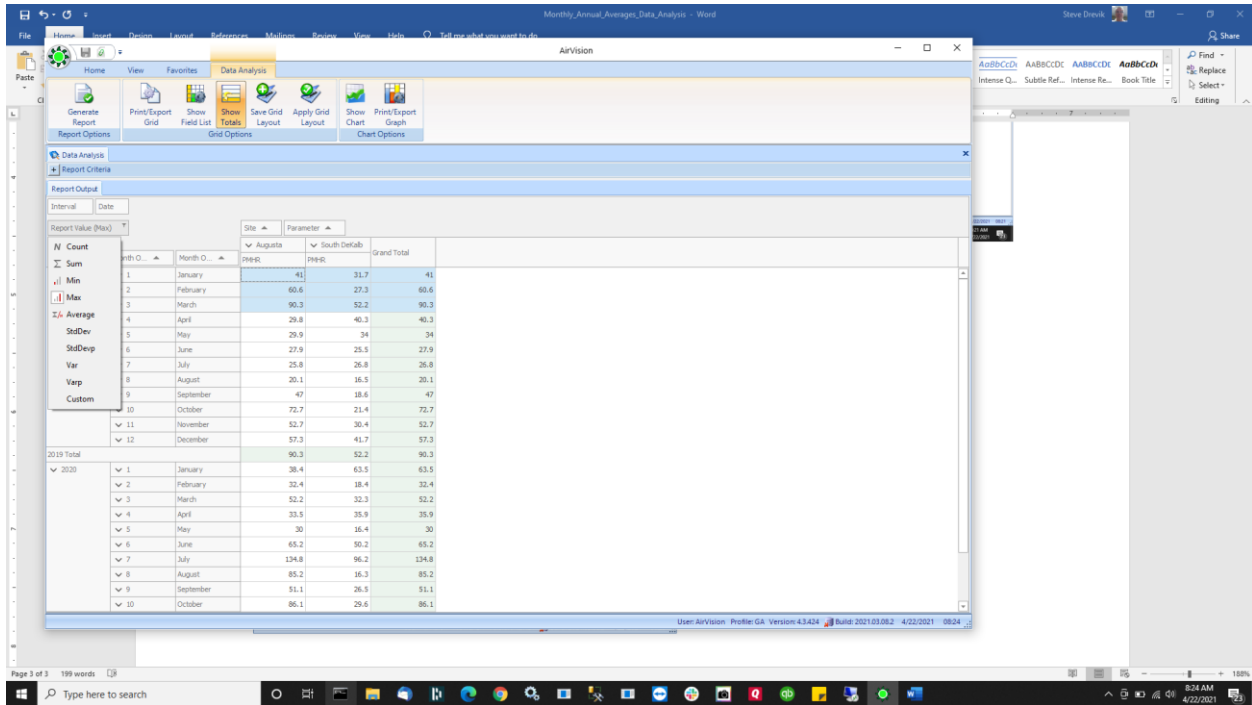 Monthly_Annual_Averages_Data_Analysis - Word
Steve Drevik
File Home Insert Design Layout References Mailings Review View Help Tell me what you want to do
Share
Paste
AirVision
Home View Favorites Data Analysis
Generate Report
Print/Export Grid
Show Field List
Show Totals
Save Grid Layout
Apply Grid Layout
Show Chart
Print/Export Graph
Report Options Grid Options Chart Options
AaBbCcDc AABBCCDC AABBCCDC AaBbCcDc
Intense Q... Subtle Ref... Intense Re... Book Title
Find
Replace
Select
Editing
Data Analysis
Report Criteria
Report Output
Interval Date
Report Value (Max) Site Parameter
Augusta South DeKalb Grand Total
nth O... Month O... PMHR PMHR
N Count
Σ Sum
Min
Max
Σ/n Average
StdDev
StdDevp
Var
Varp
Custom
1 January 41 31.7 41
2 February 60.6 27.3 60.6
3 March 90.3 52.2 90.3
4 April 29.8 40.3 40.3
5 May 29.9 34 34
6 June 27.9 25.5 27.9
7 July 25.8 26.8 26.8
8 August 20.1 16.5 20.1
9 September 47 18.6 47
10 October 72.7 21.4 72.7
11 November 52.7 30.4 52.7
12 December 57.3 41.7 57.3
2019 Total 90.3 52.2 90.3
2020 1 January 38.4 63.5 63.5
2 February 32.4 18.4 32.4
3 March 52.2 32.3 52.2
4 April 33.5 35.9 35.9
5 May 30 16.4 30
6 June 65.2 50.2 65.2
7 July 134.8 96.2 134.8
8 August 85.2 16.3 85.2
9 September 51.1 26.5 51.1
10 October 86.1 29.6 86.1
User: AirVision Profile: GA Version: 4.3.424 Build: 2021.03.08.2 4/22/2021 08:24
Page 3 of 3 199 words
188%
Type here to search
8:24 AM
4/22/2021